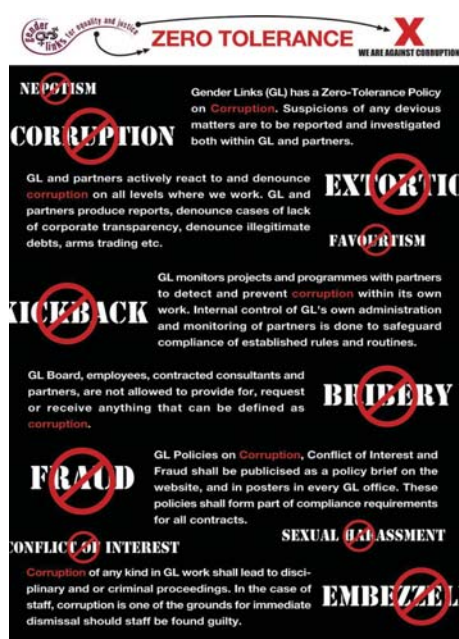 gender links for equality and justice
ZERO TOLERANCE
X
WE ARE AGAINST CORRUPTION
NEPOTISM
Gender Links (GL) has a Zero-Tolerance Policy
on Corruption. Suspicions of any devious
matters are to be reported and investigated
both within GL and partners.
CORRUPTION
GL and partners actively react to and denounce
corruption on all levels where we work. GL and
partners produce reports, denounce cases of lack
of corporate transparency, denounce illegitimate
debts, arms trading etc.
EXTORTIO
FAVOURTISM
GL monitors projects and programmes with partners
to detect and prevent corruption within its own
work. Internal control of GL's own administration
and monitoring of partners is done to safeguard
compliance of established rules and routines.
KICKBACK
GL Board, employees, contracted consultants and
partners, are not allowed to provide for, request
or receive anything that can be defined as
corruption.
BRIBERY
GL Policies on Corruption, Conflict of Interest and
Fraud shall be publicised as a policy brief on the
website, and in posters in every GL office. These
policies shall form part of compliance requirements
for all contracts.
FRAUD
SEXUAL HARASSMENT
CONFLICT OF INTEREST
Corruption of any kind in GL work shall lead to disci-
plinary and or criminal proceedings. In the case of
staff, corruption is one of the grounds for immediate
dismissal should staff be found guilty.
EMBEZZEL